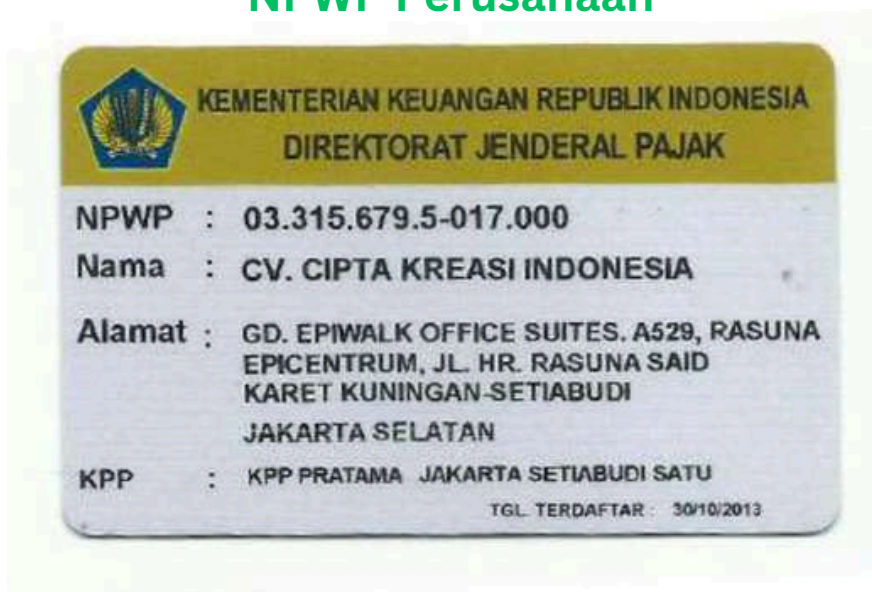 NPWP Perusahaan
KEMENTERIAN KEUANGAN REPUBLIK INDONESIA
DIREKTORAT JENDERAL PAJAK
NPWP : 03.315.679.5-017.000
Nama : CV. CIPTA KREASI INDONESIA
Alamat : GD. EPIWALK OFFICE SUITES. A529, RASUNA
EPICENTRUM, JL. HR. RASUNA SAID
KARET KUNINGAN-SETIABUDI
JAKARTA SELATAN
KPP : KPP PRATAMA JAKARTA SETIABUDI SATU
TGL. TERDAFTAR : 30/10/2013